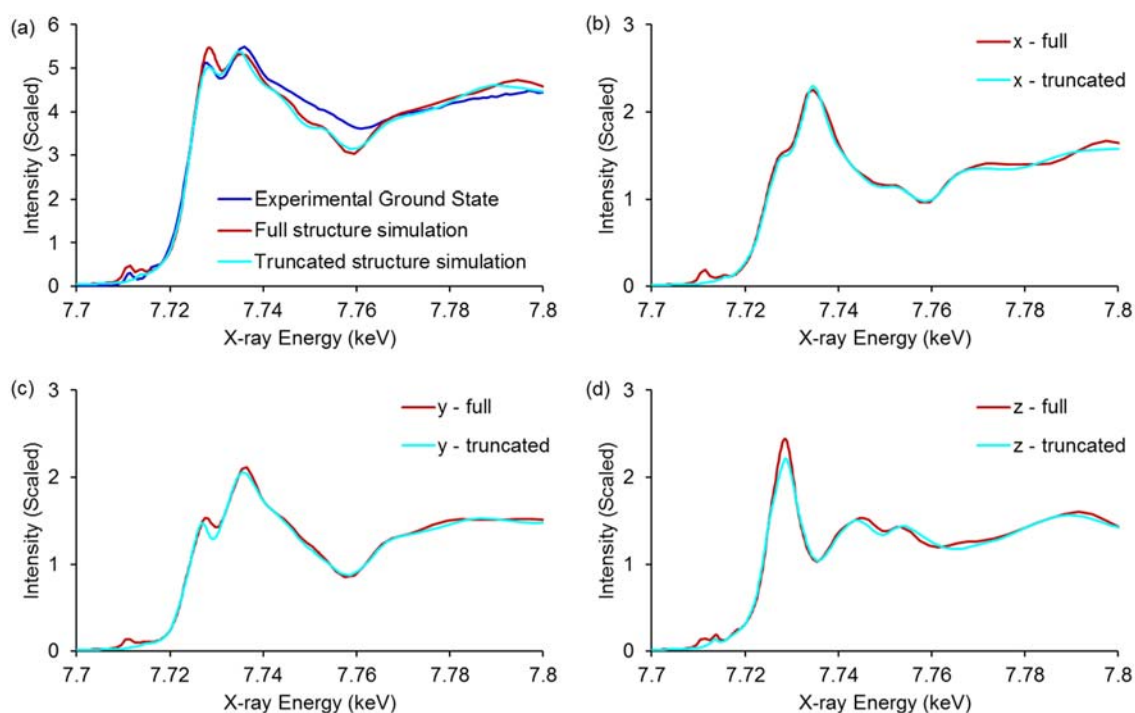 (a)
6
5
4
3
2
1
0
Intensity (Scaled)
Experimental Ground State
Full structure simulation
Truncated structure simulation
7.7 7.72 7.74 7.76 7.78 7.8
X-ray Energy (keV)
(b)
3
2
1
0
Intensity (Scaled)
x - full
x - truncated
7.7 7.72 7.74 7.76 7.78 7.8
X-ray Energy (keV)
(c)
3
2
1
0
Intensity (Scaled)
y - full
y - truncated
7.7 7.72 7.74 7.76 7.78 7.8
X-ray Energy (keV)
(d)
3
2
1
0
Intensity (Scaled)
z - full
z - truncated
7.7 7.72 7.74 7.76 7.78 7.8
X-ray Energy (keV)